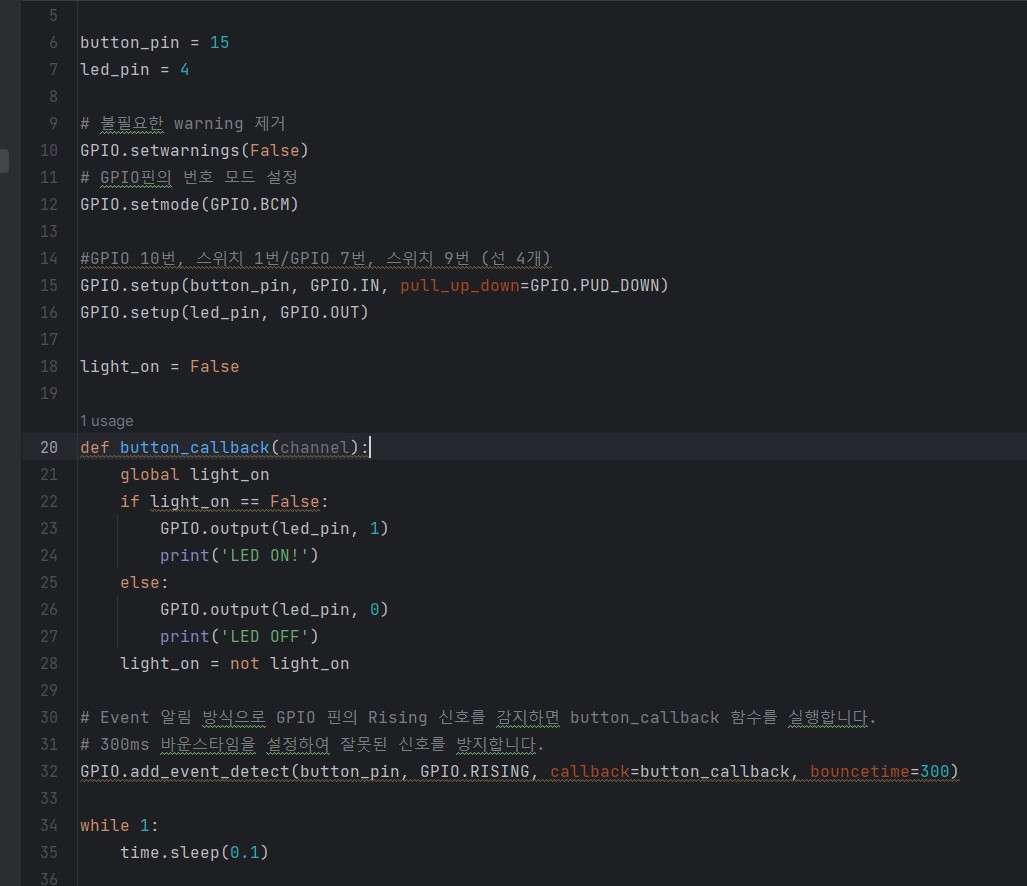 5
6 button_pin = 15
7 led_pin = 4
8
9 # 불필요한 warning 제거
10 GPIO.setwarnings(False)
11 # GPIO핀의 번호 모드 설정
12 GPIO.setmode(GPIO.BCM)
13
14 #GPIO 10번, 스위치 1번/GPIO 7번, 스위치 9번 (선 4개)
15 GPIO.setup(button_pin, GPIO.IN, pull_up_down=GPIO.PUD_DOWN)
16 GPIO.setup(led_pin, GPIO.OUT)
17
18 light_on = False
19
1 usage
20 def button_callback(channel):
21     global light_on
22     if light_on == False:
23         GPIO.output(led_pin, 1)
24         print('LED ON!')
25     else:
26         GPIO.output(led_pin, 0)
27         print('LED OFF')
28     light_on = not light_on
29
30 # Event 알림 방식으로 GPIO 핀의 Rising 신호를 감지하면 button_callback 함수를 실행합니다.
31 # 300ms 바운스타임을 설정하여 잘못된 신호를 방지합니다.
32 GPIO.add_event_detect(button_pin, GPIO.RISING, callback=button_callback, bouncetime=300)
33
34 while 1:
35     time.sleep(0.1)
36